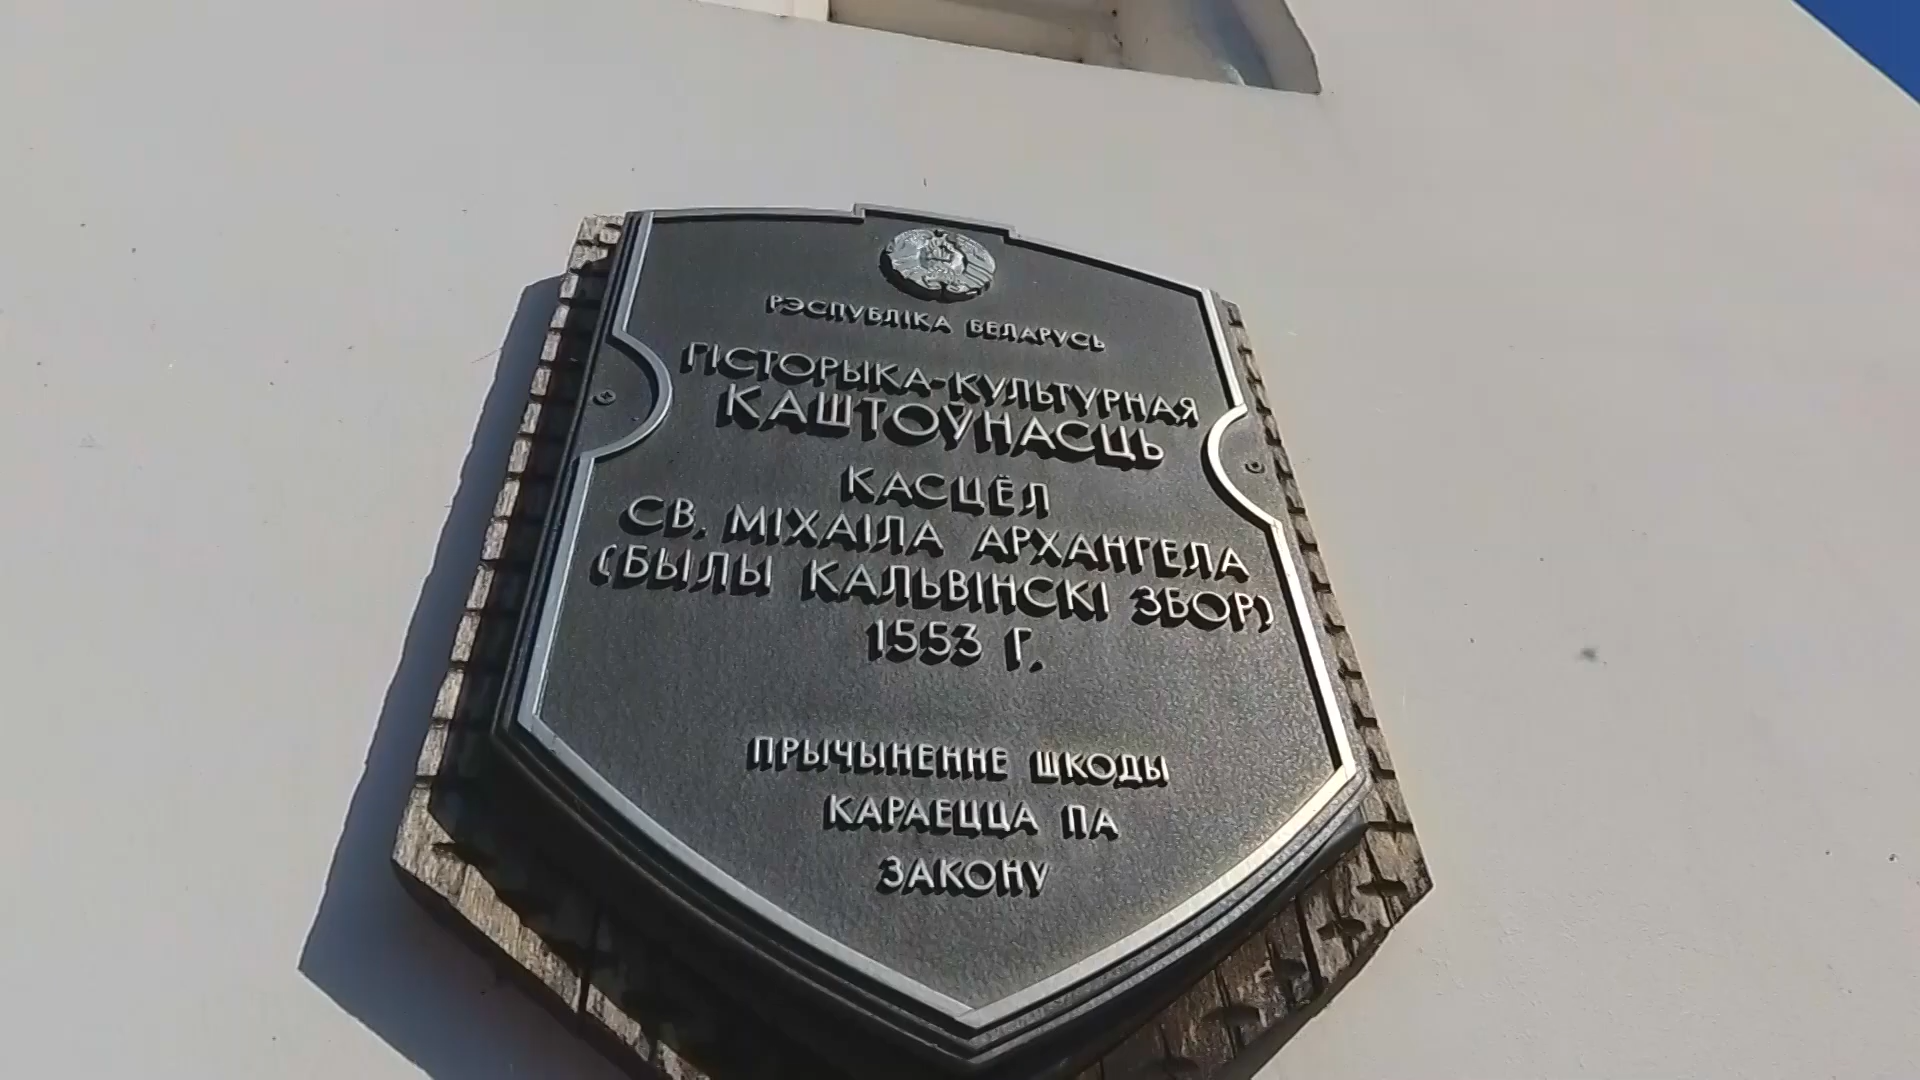 РЭСПУБЛІКА БЕЛАРУСЬ
ГІСТОРЫКА-КУЛЬТУРНАЯ
КАШТОЎНАСЦЬ
КАСЦЁЛ
СВ. МІХАІЛА АРХАНГЕЛА
(БЫЛЫ КАЛЬВІНСКІ ЗБОР)
1553 Г.
ПРЫЧЫНЕННЕ ШКОДЫ
КАРАЕЦЦА ПА
ЗАКОНУ